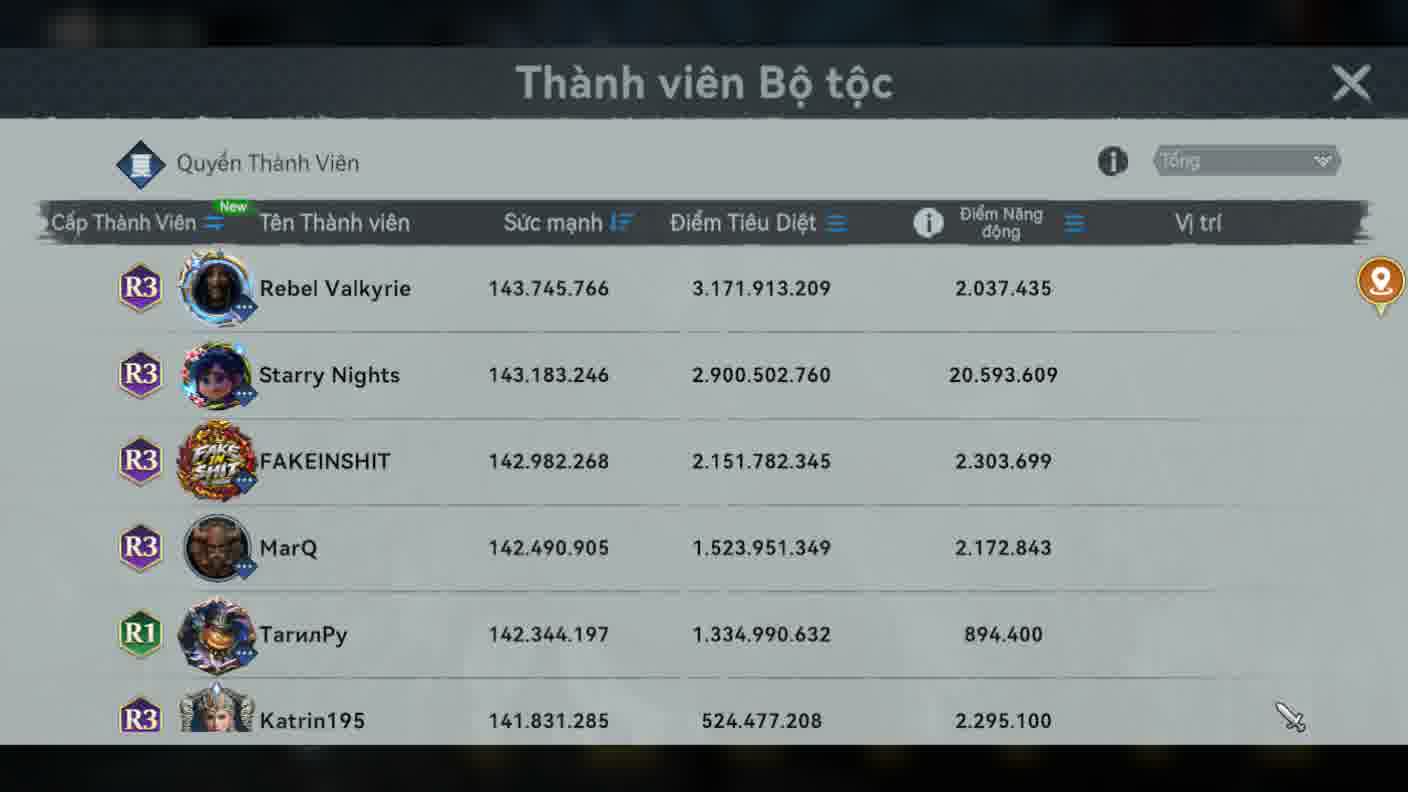 Thành viên Bộ tộc
Quyển Thành Viên
Tổng
New
Cấp Thành Viên Tên Thành viên Sức mạnh Điểm Tiêu Diệt Điểm Năng động Vị trí
R3 Rebel Valkyrie 143.745.766 3.171.913.209 2.037.435
R3 Starry Nights 143.183.246 2.900.502.760 20.593.609
FAKE IN SHIT
R3 FAKEINSHIT 142.982.268 2.151.782.345 2.303.699
R3 MarQ 142.490.905 1.523.951.349 2.172.843
R1 ТагилРу 142.344.197 1.334.990.632 894.400
R3 Katrin195 141.831.285 524.477.208 2.295.100